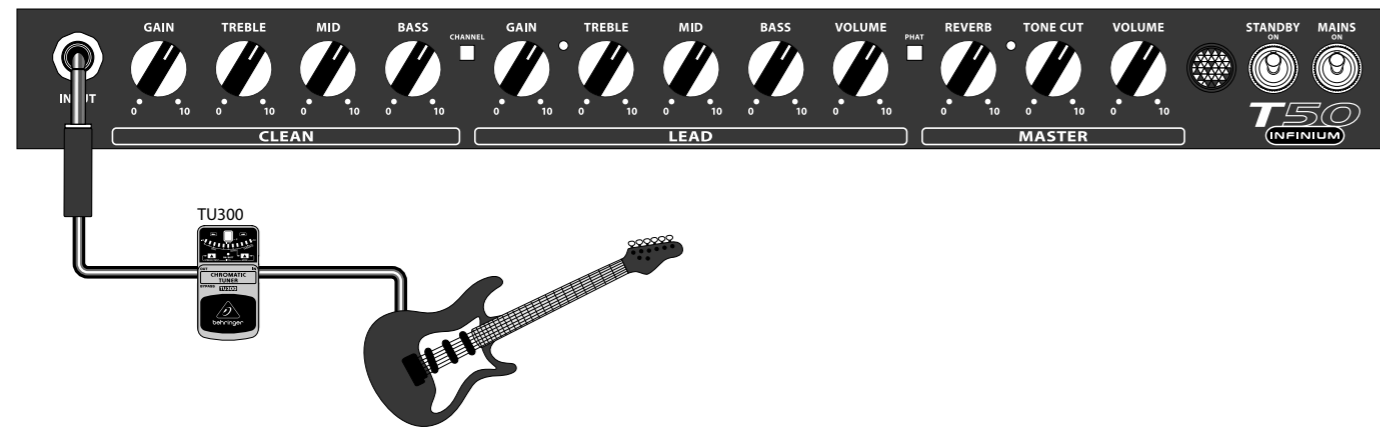 GAIN TREBLE MID BASS CHANNEL GAIN TREBLE MID BASS VOLUME PHAT REVERB TONE CUT VOLUME STANDBY MAINS
ON ON
INPUT
0 10 0 10 0 10 0 10 0 10 0 10 0 10 0 10 0 10 0 10 0 10 0 10
CLEAN LEAD MASTER
T50
INFINIUM
TU300
OUT IN
CHROMATIC
TUNER
BYPASS TU300
behringer